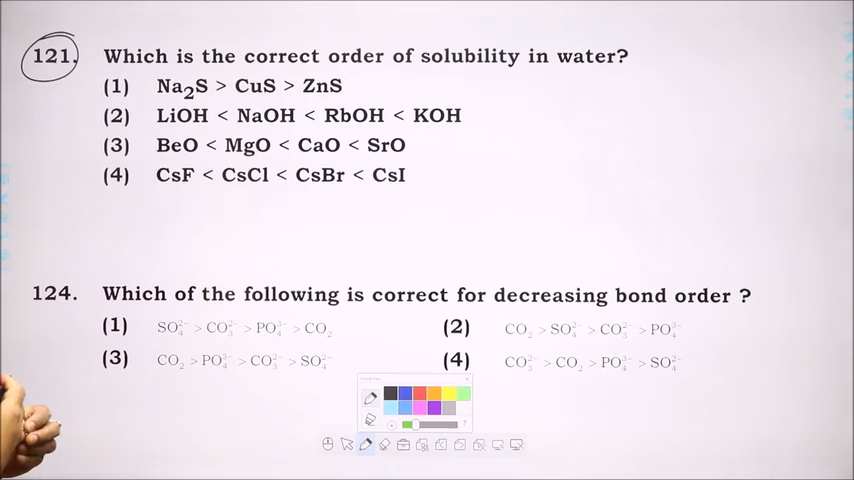 121. Which is the correct order of solubility in water?
(1) Na₂S > CuS > ZnS
(2) LiOH < NaOH < RbOH < KOH
(3) BeO < MgO < CaO < SrO
(4) CsF < CsCl < CsBr < CsI
124. Which of the following is correct for decreasing bond order ?
(1) SO₄²⁻ > CO₃²⁻ > PO₄³⁻ > CO₂ (2) CO₂ > SO₄²⁻ > CO₃²⁻ > PO₄³⁻
(3) CO₂ > PO₄³⁻ > CO₃²⁻ > SO₄²⁻ (4) CO₃²⁻ > CO₂ > PO₄³⁻ > SO₄²⁻
7